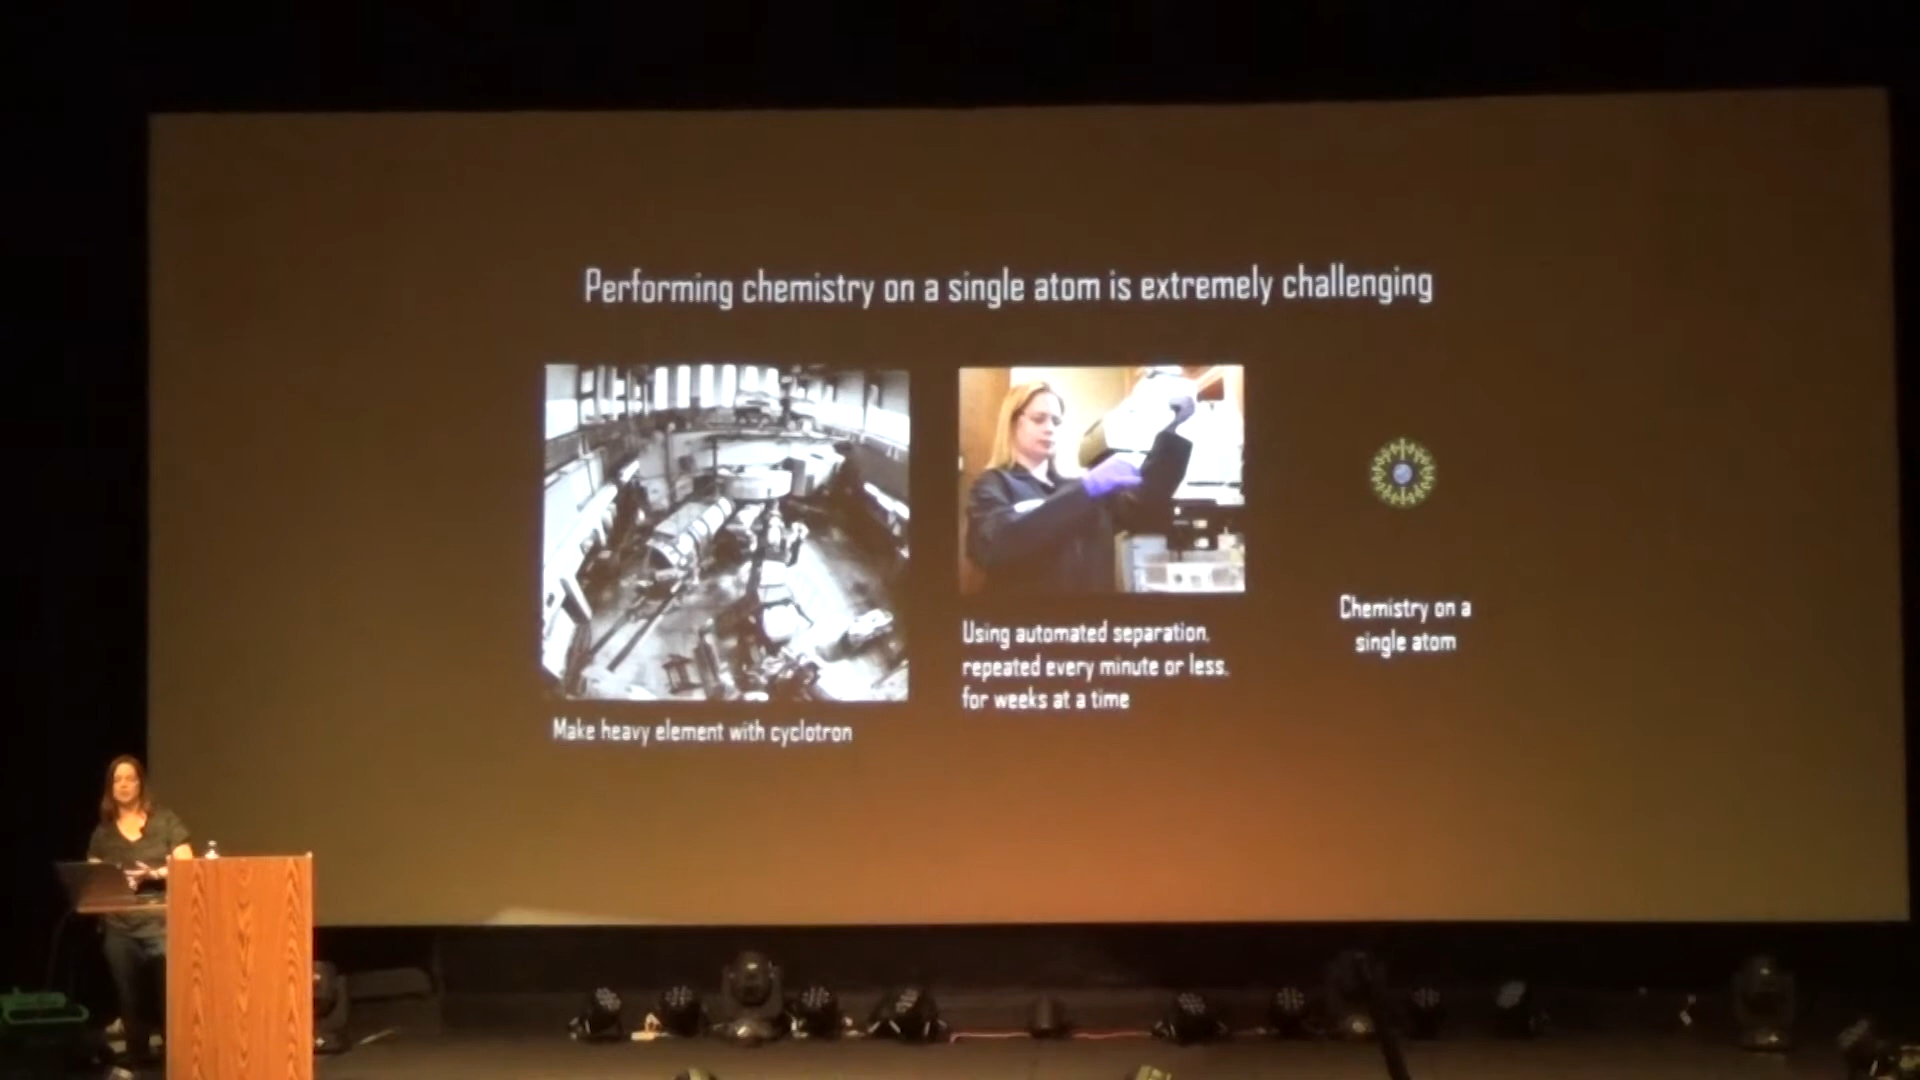 Performing chemistry on a single atom is extremely challenging
Make heavy element with cyclotron
Using automated separation,
repeated every minute or less,
for weeks at a time
Chemistry on a
single atom